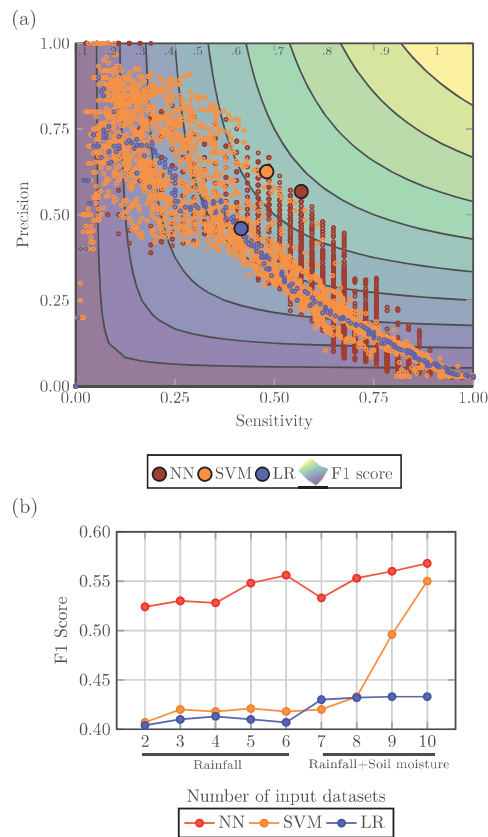 (a)
1.00
0.75
0.50
0.25
0.00
Precision
.1 .2 .3 .4 .5 .6 .7 .8 .9 1
0.00 0.25 0.50 0.75 1.00
Sensitivity
NN SVM LR F1 score
(b)
0.60
0.55
0.50
0.45
0.40
F1 Score
2 3 4 5 6 7 8 9 10
Rainfall Rainfall+Soil moisture
Number of input datasets
NN SVM LR